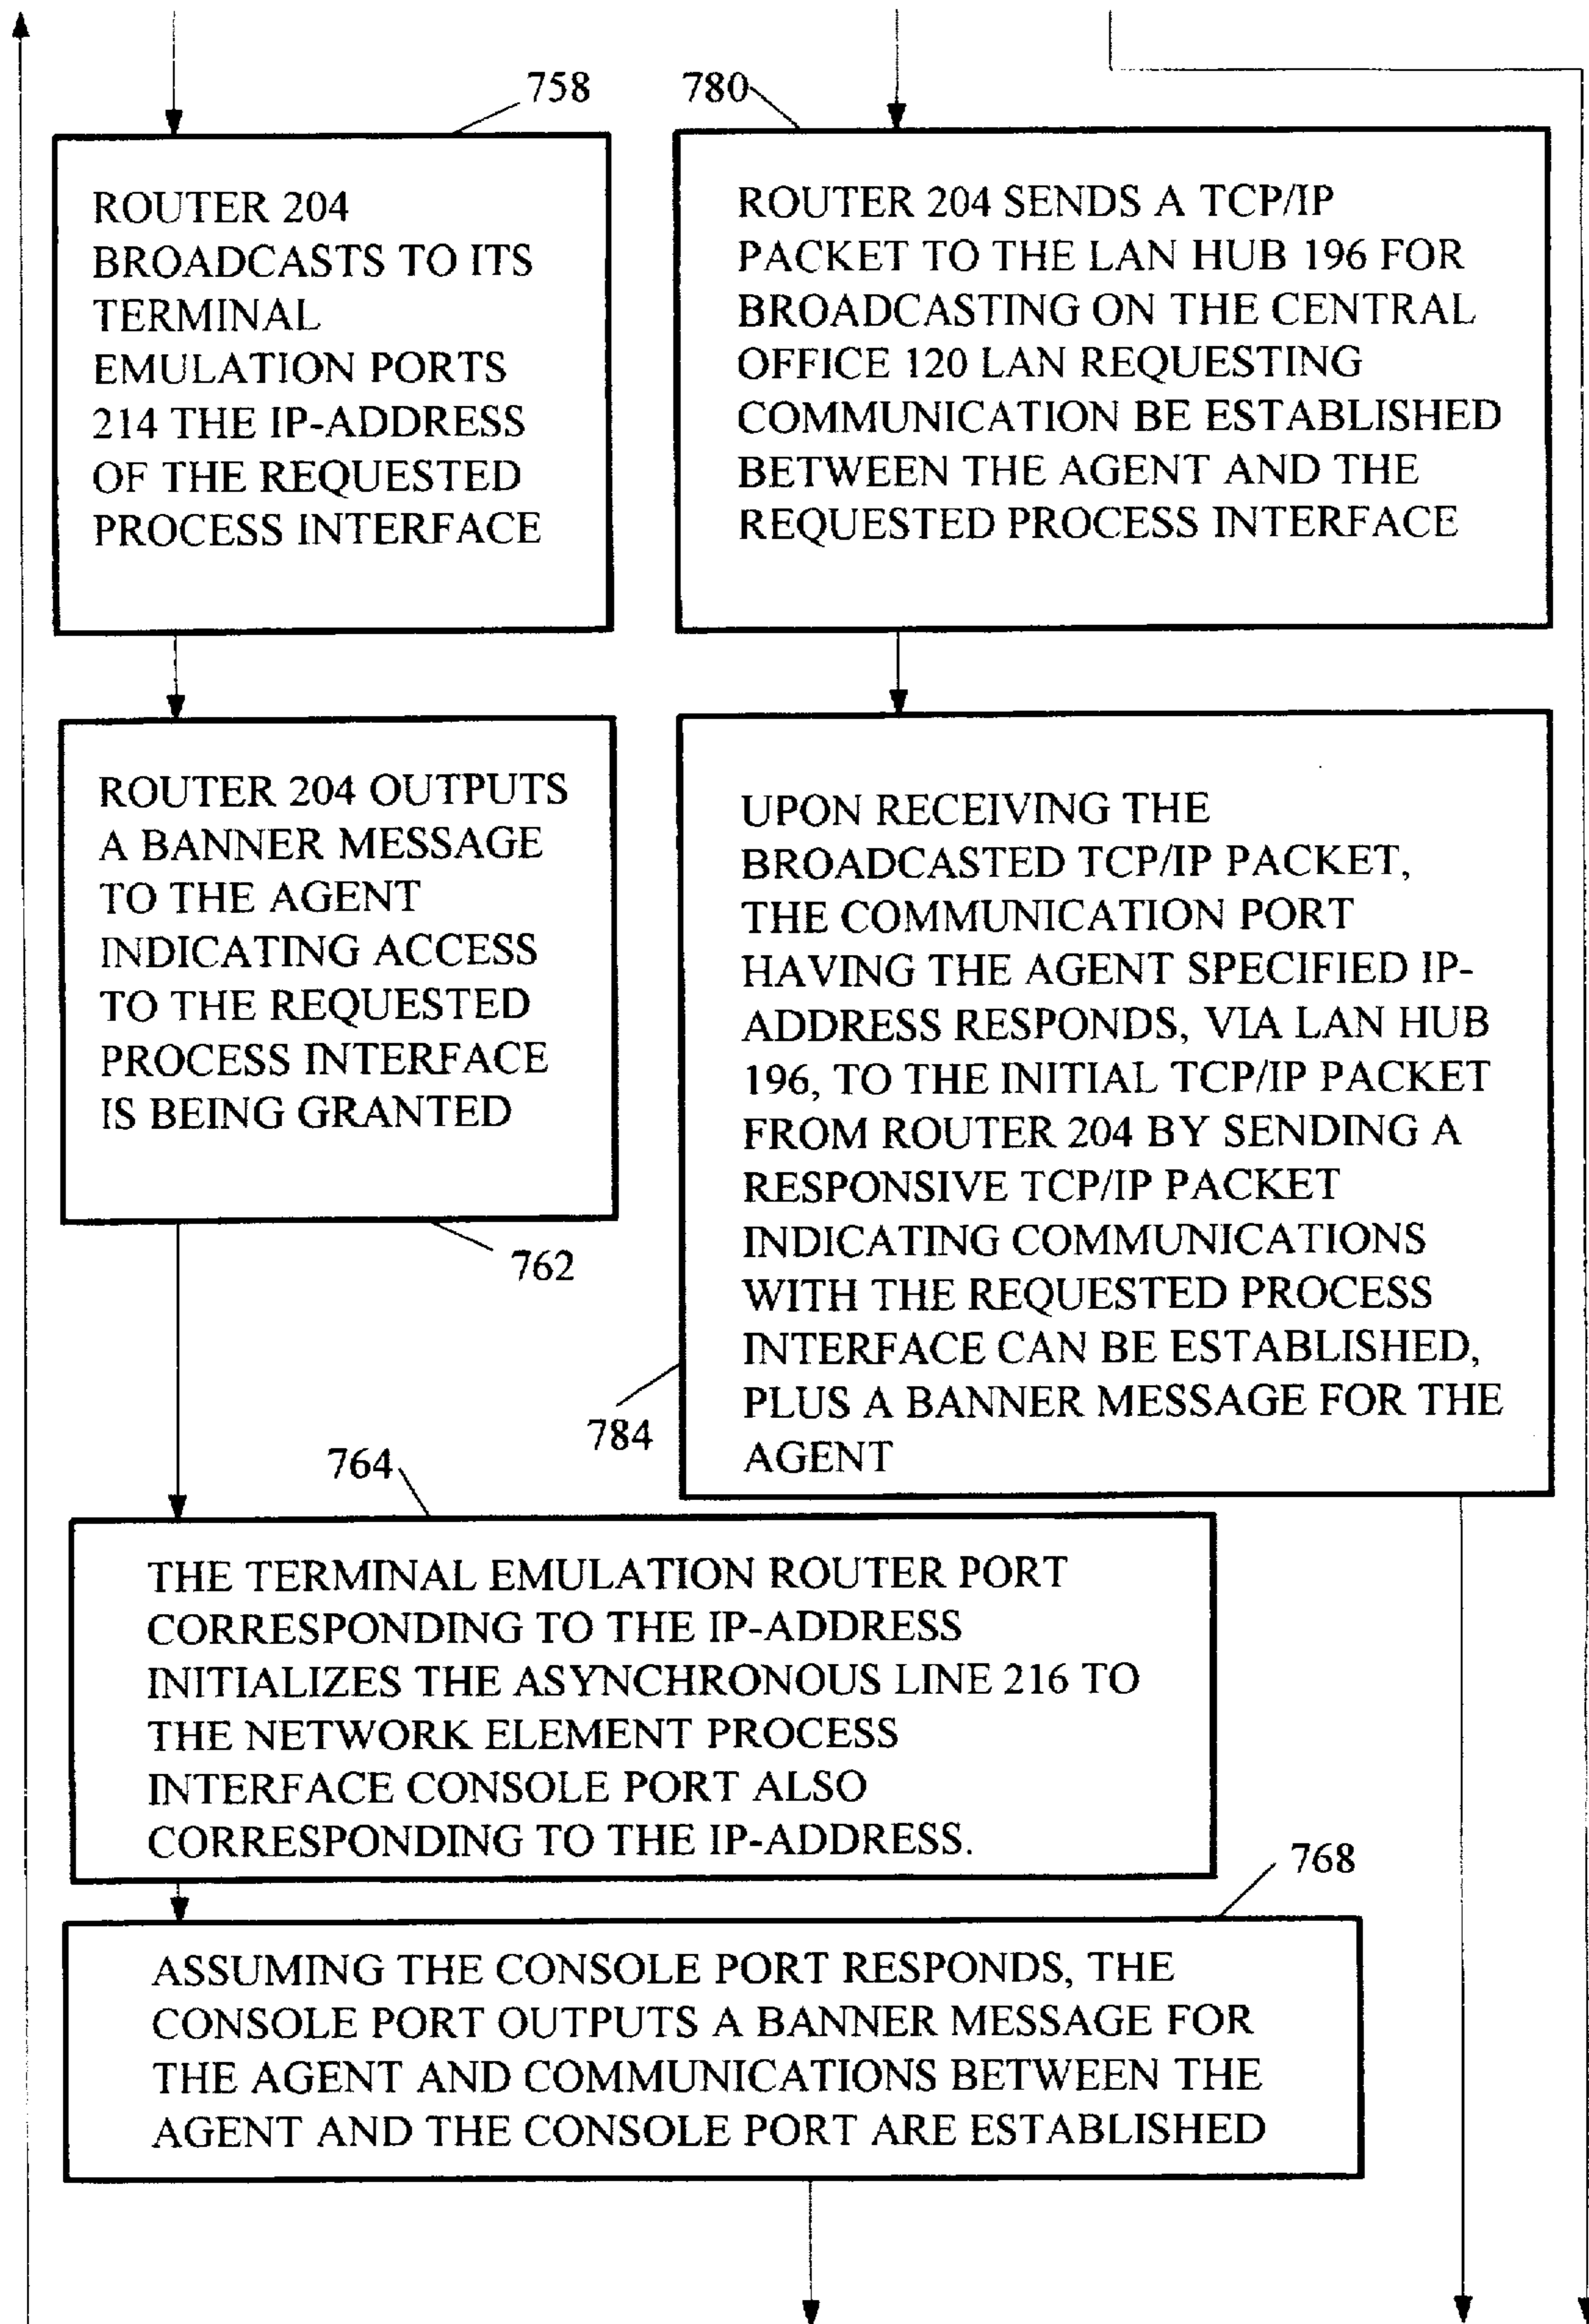 758
ROUTER 204
BROADCASTS TO ITS
TERMINAL
EMULATION PORTS
214 THE IP-ADDRESS
OF THE REQUESTED
PROCESS INTERFACE
780
ROUTER 204 SENDS A TCP/IP
PACKET TO THE LAN HUB 196 FOR
BROADCASTING ON THE CENTRAL
OFFICE 120 LAN REQUESTING
COMMUNICATION BE ESTABLISHED
BETWEEN THE AGENT AND THE
REQUESTED PROCESS INTERFACE
ROUTER 204 OUTPUTS
A BANNER MESSAGE
TO THE AGENT
INDICATING ACCESS
TO THE REQUESTED
PROCESS INTERFACE
IS BEING GRANTED
762
UPON RECEIVING THE
BROADCASTED TCP/IP PACKET,
THE COMMUNICATION PORT
HAVING THE AGENT SPECIFIED IP-
ADDRESS RESPONDS, VIA LAN HUB
196, TO THE INITIAL TCP/IP PACKET
FROM ROUTER 204 BY SENDING A
RESPONSIVE TCP/IP PACKET
INDICATING COMMUNICATIONS
WITH THE REQUESTED PROCESS
INTERFACE CAN BE ESTABLISHED,
PLUS A BANNER MESSAGE FOR THE
AGENT
784
764
THE TERMINAL EMULATION ROUTER PORT
CORRESPONDING TO THE IP-ADDRESS
INITIALIZES THE ASYNCHRONOUS LINE 216 TO
THE NETWORK ELEMENT PROCESS
INTERFACE CONSOLE PORT ALSO
CORRESPONDING TO THE IP-ADDRESS.
768
ASSUMING THE CONSOLE PORT RESPONDS, THE
CONSOLE PORT OUTPUTS A BANNER MESSAGE FOR
THE AGENT AND COMMUNICATIONS BETWEEN THE
AGENT AND THE CONSOLE PORT ARE ESTABLISHED